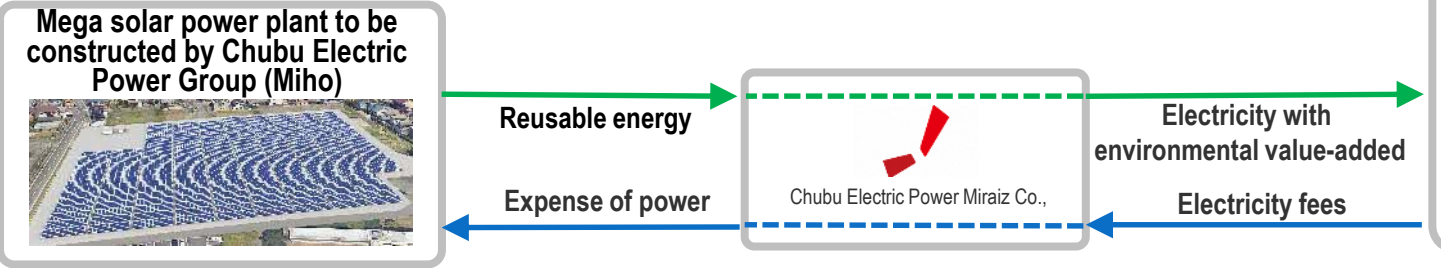 Mega solar power plant to be
constructed by Chubu Electric
Power Group (Miho)
Reusable energy
Expense of power
Chubu Electric Power Miraiz Co.,
Electricity with
environmental value-added
Electricity fees